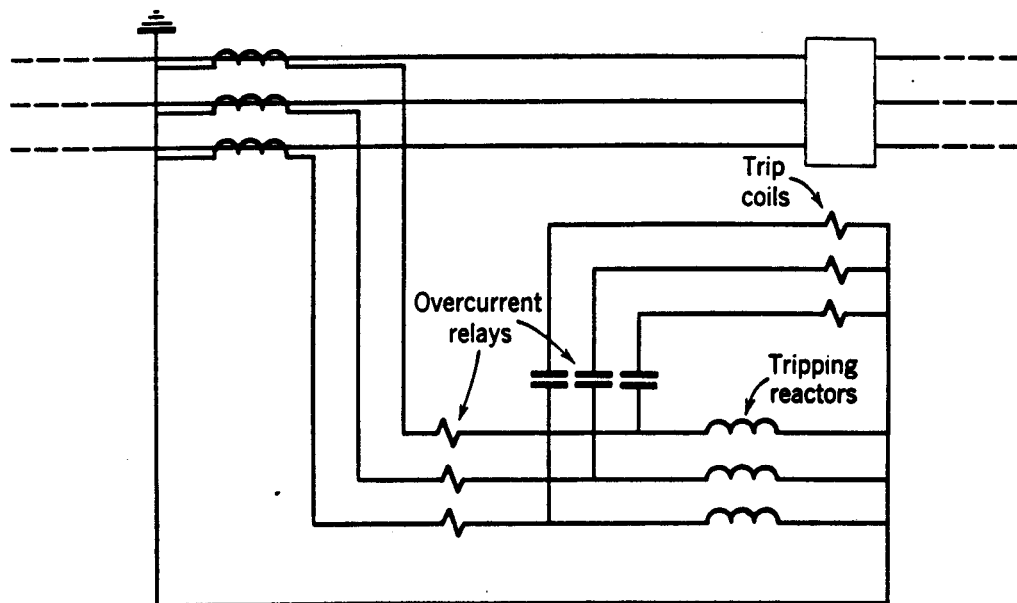 Trip
coils
Overcurrent
relays
Tripping
reactors